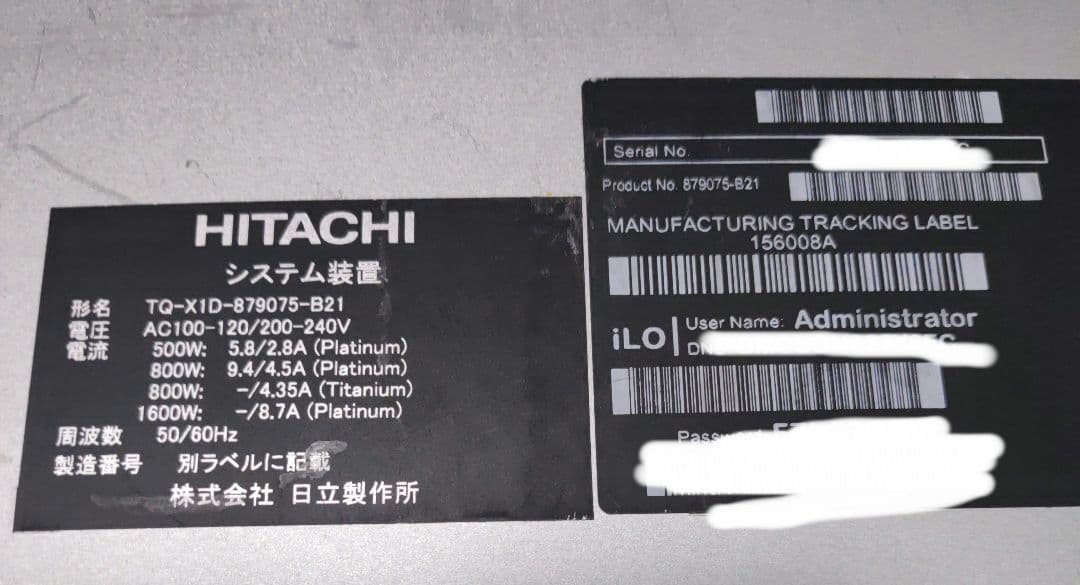 HITACHI
システム装置
形名 TQ-X1D-879075-B21
電圧 AC100-120/200-240V
電流 500W: 5.8/2.8A (Platinum)
800W: 9.4/4.5A (Platinum)
800W: -/4.35A (Titanium)
1600W: -/8.7A (Platinum)
周波数 50/60Hz
製造番号 別ラベルに記載
株式会社 日立製作所
Serial No.
Product No. 879075-B21
MANUFACTURING TRACKING LABEL
156008A
iLO User Name: Administrator